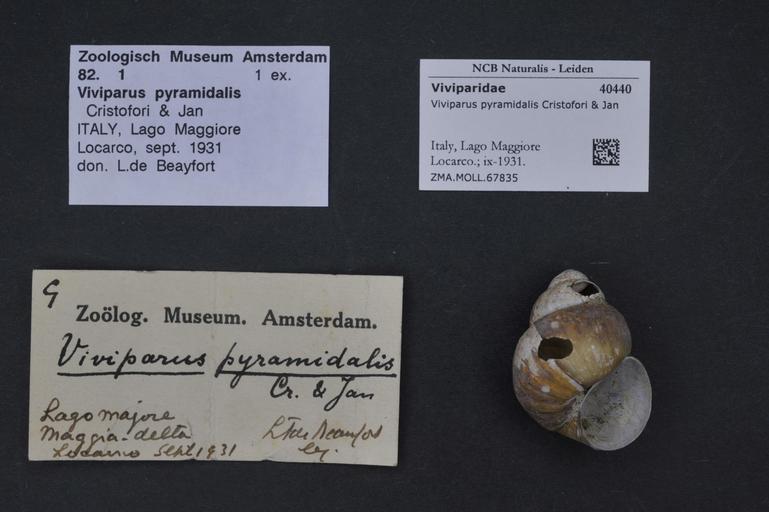 Zoologisch Museum Amsterdam
82. 1 1 ex.
Viviparus pyramidalis
Cristofori & Jan
ITALY, Lago Maggiore
Locarco, sept. 1931
don. L.de Beayfort
NCB Naturalis - Leiden
Viviparidae 40440
Viviparus pyramidalis Cristofori & Jan
Italy, Lago Maggiore
Locarco.; ix-1931.
ZMA.MOLL.67835
Zoölog. Museum. Amsterdam.
Viviparus pyramidalis
Cr. & Jan
Lago majore
Maggia-delta
Locarno Sept 1931